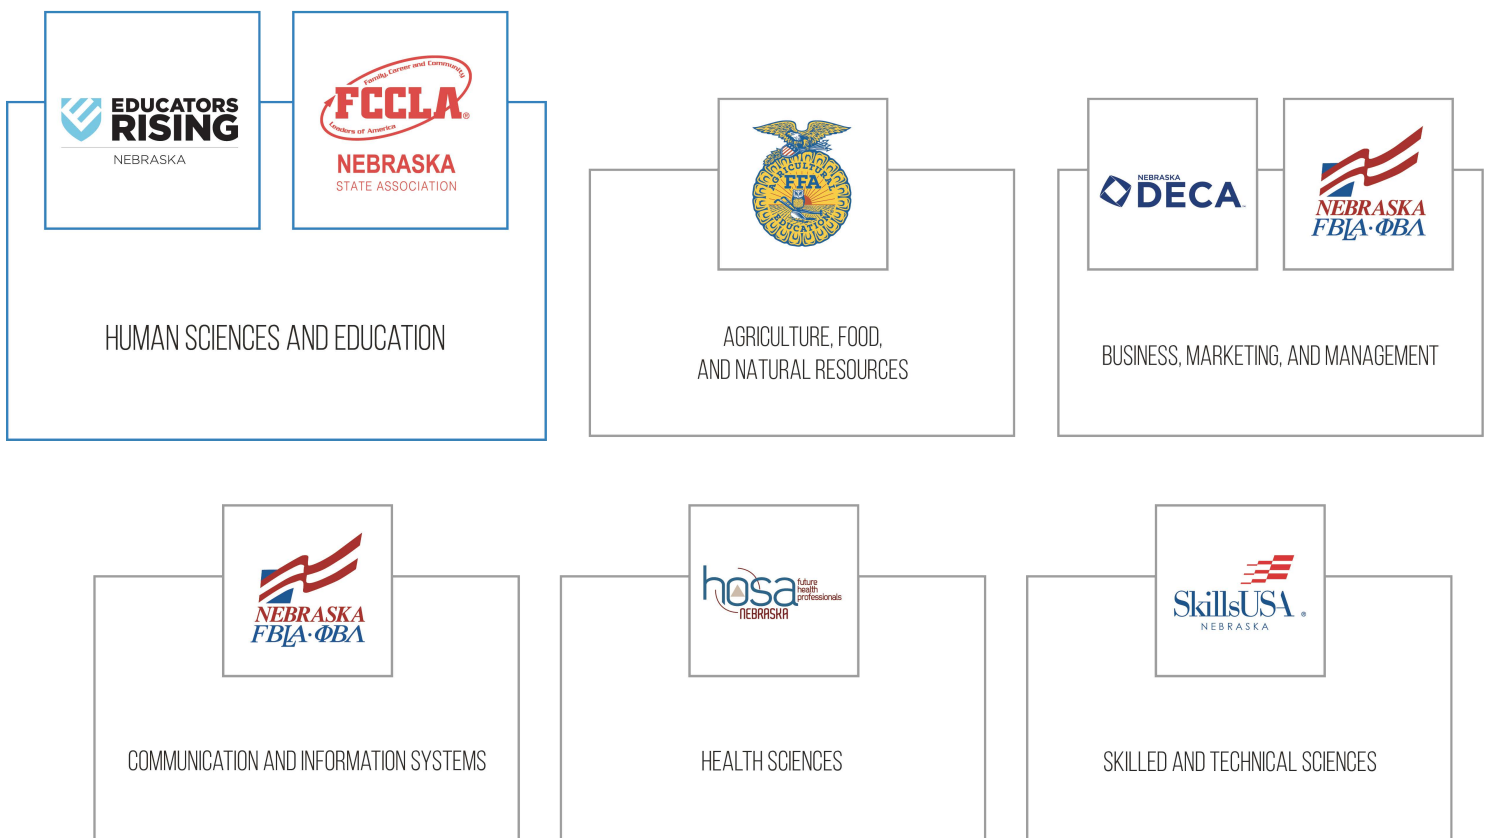 EDUCATORS
RISING
NEBRASKA
Family, Career and Community
FCCLA®
Leaders of America
NEBRASKA
STATE ASSOCIATION
HUMAN SCIENCES AND EDUCATION
AGRICULTURAL
FFA
EDUCATION
AGRICULTURE, FOOD,
AND NATURAL RESOURCES
NEBRASKA
DECA
NEBRASKA
FBLA·ΦBΛ
BUSINESS, MARKETING, AND MANAGEMENT
NEBRASKA
FBLA·ΦBΛ
COMMUNICATION AND INFORMATION SYSTEMS
hosa
future
health
professionals
NEBRASKA
HEALTH SCIENCES
SkillsUSA®
NEBRASKA
SKILLED AND TECHNICAL SCIENCES